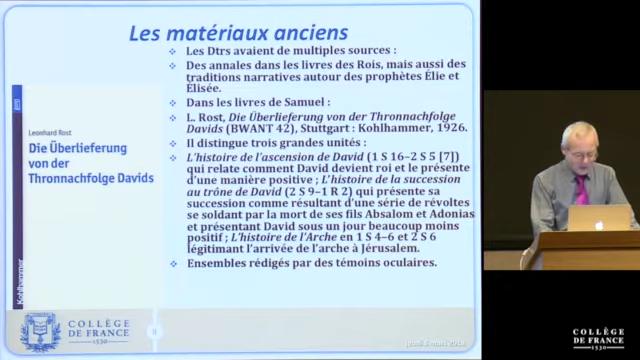 Les matériaux anciens
Les Dtrs avaient de multiples sources :
Des annales dans les livres des Rois, mais aussi des
traditions narratives autour des prophètes Élie et
Élisée.
Dans les livres de Samuel :
L. Rost, Die Überlieferung von der Thronnachfolge
Davids (BWANT 42), Stuttgart : Kohlhammer, 1926.
Il distingue trois grandes unités :
L'histoire de l'ascension de David (1 S 16–2 S 5 [7])
qui relate comment David devient roi et le présente
d'une manière positive ; L'histoire de la succession
au trône de David (2 S 9–1 R 2) qui présente sa
succession comme résultant d'une série de révoltes
se soldant par la mort de ses fils Absalom et Adonias
et présentant David sous un jour beaucoup moins
positif ; L'histoire de l'Arche en 1 S 4–6 et 2 S 6
légitimant l'arrivée de l'arche à Jérusalem.
Ensembles rédigés par des témoins oculaires.
Leonhard Rost
Die Überlieferung
von der
Thronnachfolge Davids
Kohlhammer
COLLÈGE
DE FRANCE
1530
COLLÈGE
DE FRANCE
1530